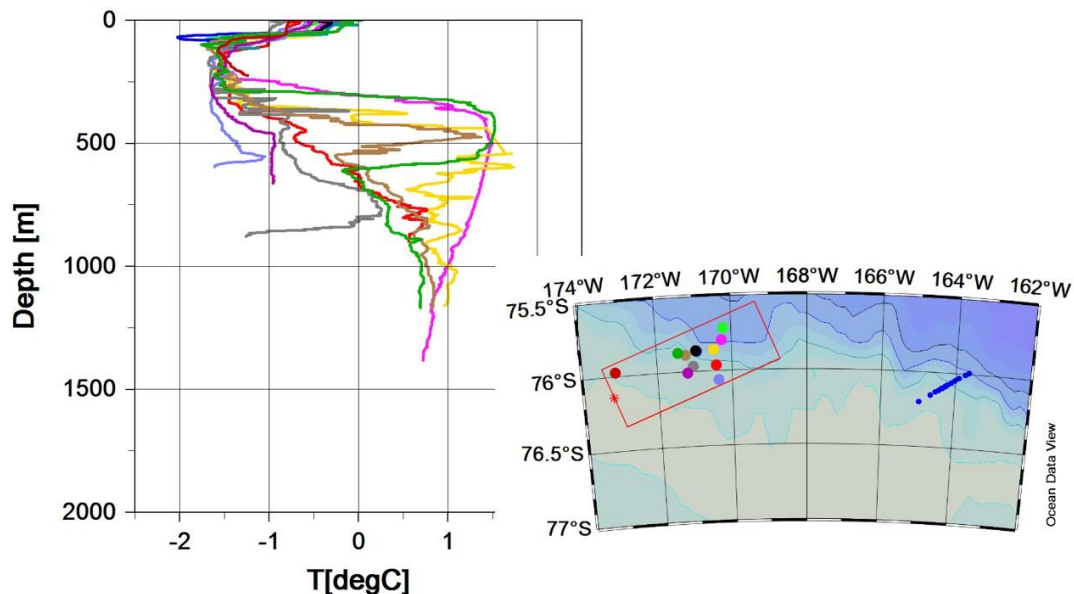 0
500
1000
1500
2000
Depth [m]
-2 -1 0 1
T[degC]
174°W 172°W 170°W 168°W 166°W 164°W 162°W
75.5°S
76°S
76.5°S
77°S
Ocean Data View